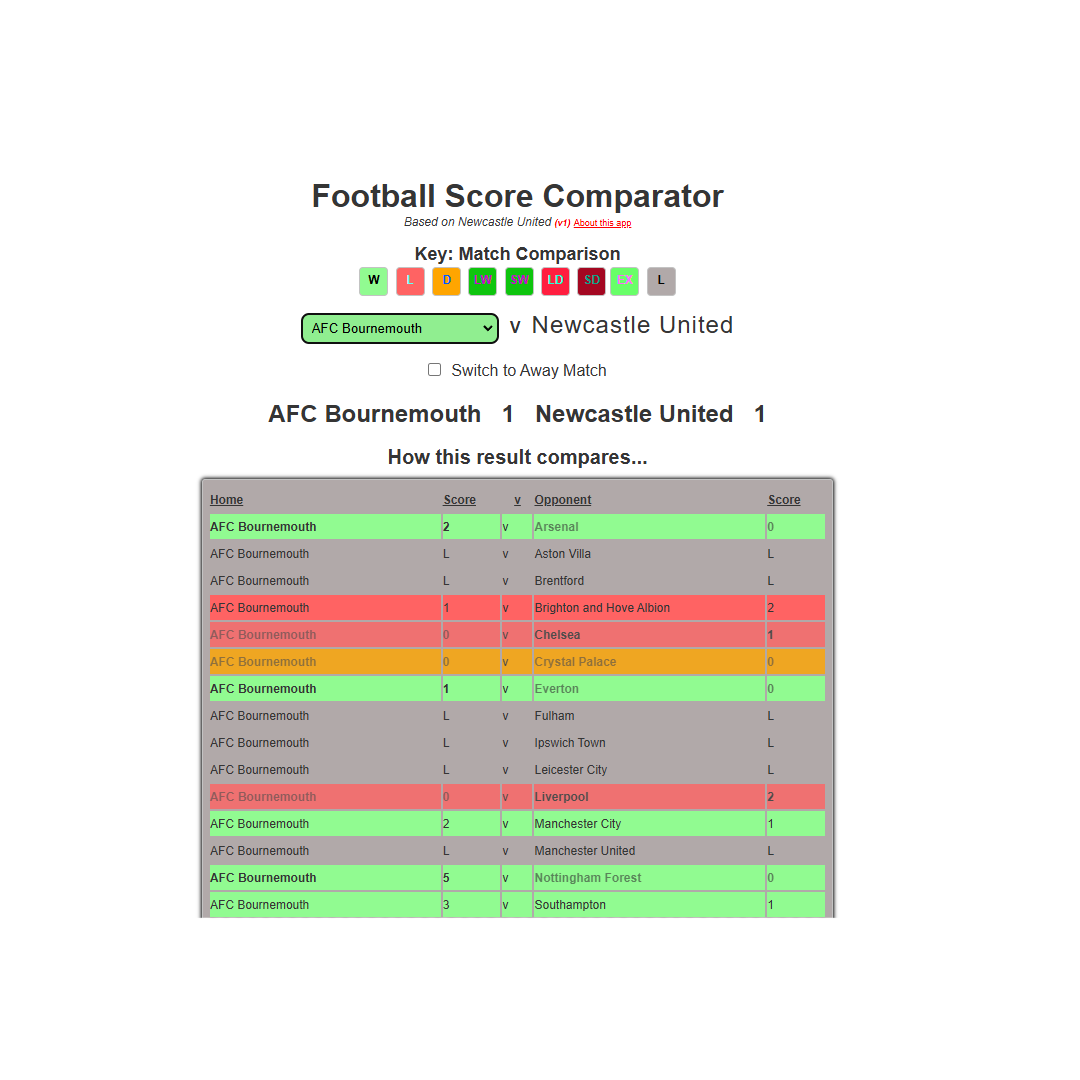 Football Score Comparator
Based on Newcastle United (v1) About this app
Key: Match Comparison
W L D LW SW LD SD EX L
AFC Bournemouth v Newcastle United
Switch to Away Match
AFC Bournemouth 1 Newcastle United 1
How this result compares...
Home Score v Opponent Score
AFC Bournemouth 2 v Arsenal 0
AFC Bournemouth L v Aston Villa L
AFC Bournemouth L v Brentford L
AFC Bournemouth 1 v Brighton and Hove Albion 2
AFC Bournemouth 0 v Chelsea 1
AFC Bournemouth 0 v Crystal Palace 0
AFC Bournemouth 1 v Everton 0
AFC Bournemouth L v Fulham L
AFC Bournemouth L v Ipswich Town L
AFC Bournemouth L v Leicester City L
AFC Bournemouth 0 v Liverpool 2
AFC Bournemouth 2 v Manchester City 1
AFC Bournemouth L v Manchester United L
AFC Bournemouth 5 v Nottingham Forest 0
AFC Bournemouth 3 v Southampton 1